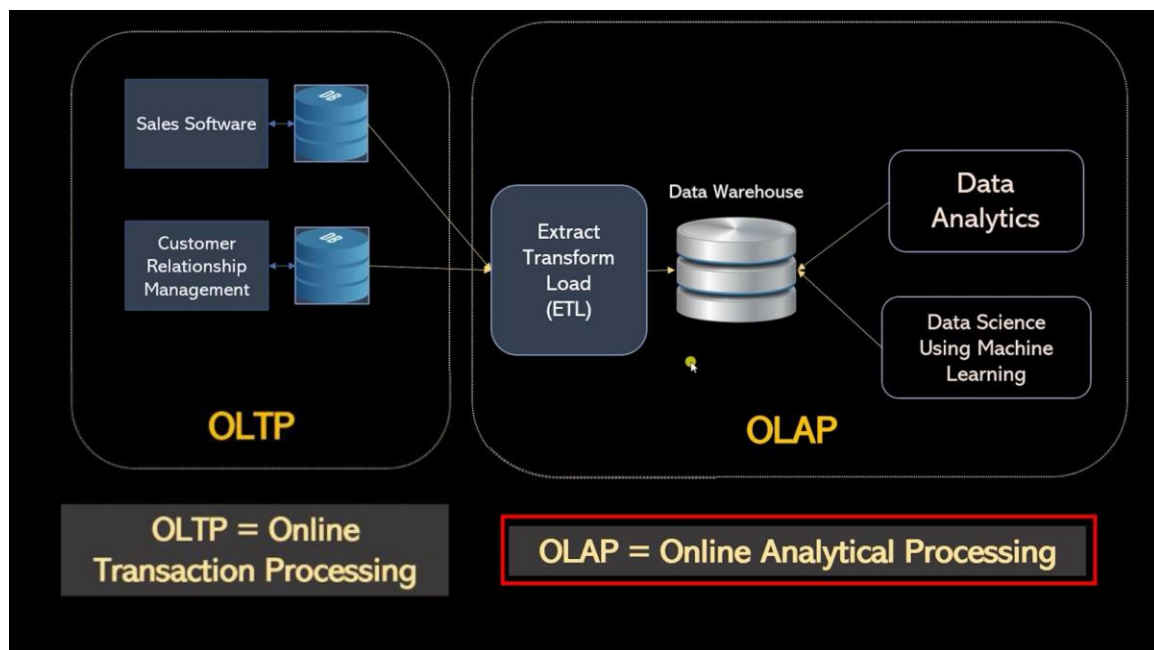 Sales Software
DB
Customer
Relationship
Management
DB
OLTP
Extract
Transform
Load
(ETL)
Data Warehouse
Data
Analytics
Data Science
Using Machine
Learning
OLAP
OLTP = Online
Transaction Processing
OLAP = Online Analytical Processing